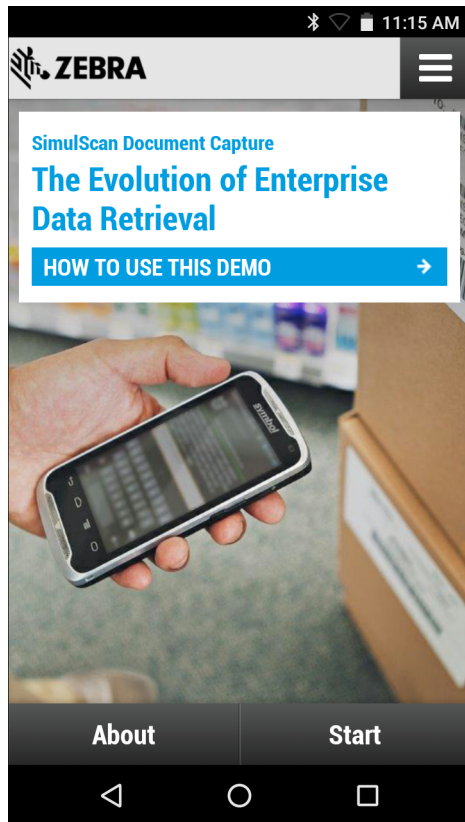 11:15 AM
ZEBRA
SimulScan Document Capture
The Evolution of Enterprise
Data Retrieval
HOW TO USE THIS DEMO
symbol
About
Start